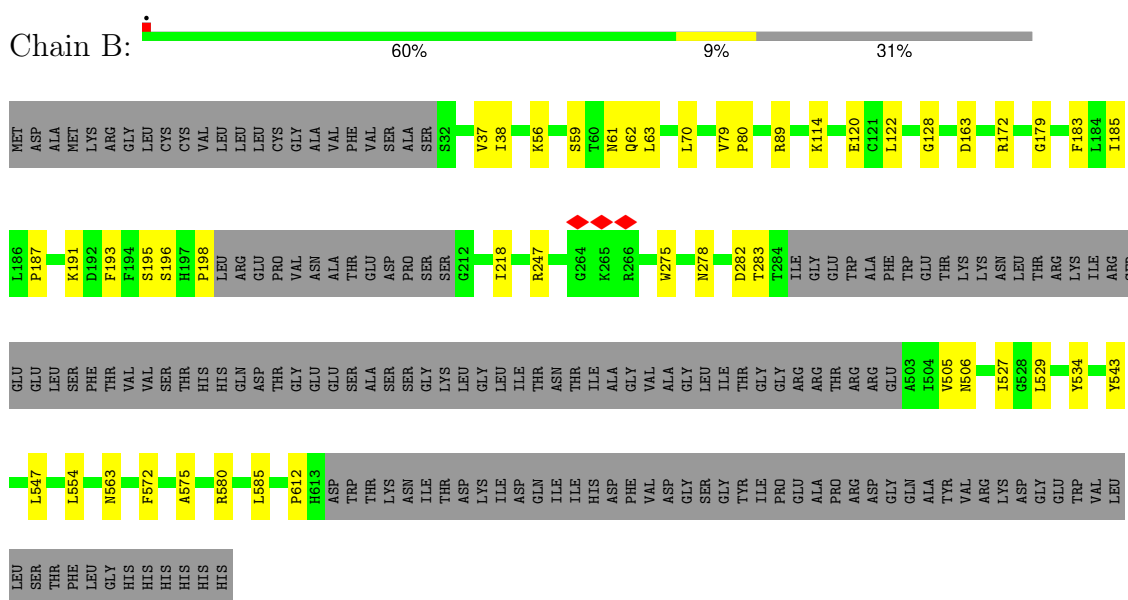 Chain B:
60% 9% 31%
MET ASP ALA MET LYS ARG GLY LEU CYS CYS VAL LEU LEU LEU CYS GLY ALA VAL PHE VAL SER ALA SER S32 V37 I38 K56 S59 T60 N61 Q62 L63 L70 V79 P80 R89 K114 E120 C121 L122 G128 D163 R172 G179 F183 L184 I185
L186 P187 K191 D192 F193 F194 S195 S196 H197 P198 LEU ARG GLU PRO VAL ASN ALA THR GLU ASP PRO SER SER G212 I218 R247 G264 K265 R266 W275 N278 D282 T283 T284 ILE GLY GLU TRP ALA PHE TRP GLU THR LYS LYS ASN LEU THR ARG LYS ILE ARG
GLU GLU LEU SER PHE THR VAL VAL SER THR HIS HIS GLN ASP THR GLY GLU GLU SER ALA SER SER GLY LYS LEU GLY LEU ILE THR ASN THR ILE ALA GLY VAL ALA GLY LEU ILE THR GLY GLY ARG ARG THR ARG ARG GLU A503 I504 V505 N506 I527 G528 L529 Y534 Y543
L547 L554 N563 F572 A575 R580 L585 P612 H613 ASP TRP THR LYS ASN ILE THR ASP LYS ILE ASP GLN ILE ILE HIS ASP PHE VAL ASP GLY SER GLY TYR ILE PRO GLU ALA PRO ARG ASP GLY GLN ALA TYR VAL ARG LYS ASP GLY GLU TRP VAL LEU
LEU SER THR PHE LEU GLY HIS HIS HIS HIS HIS HIS